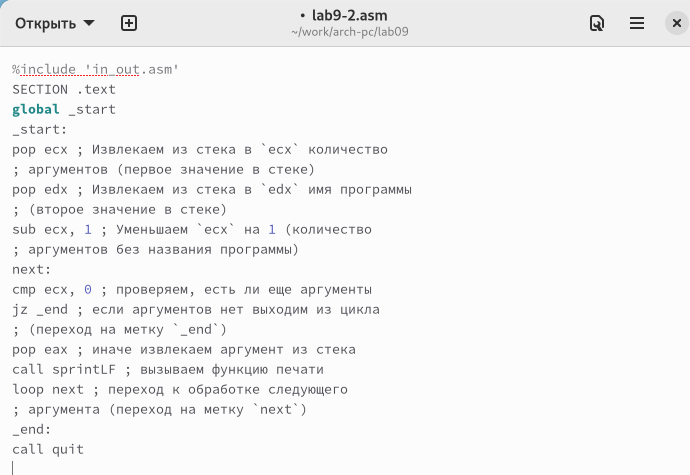 Открыть
• lab9-2.asm
~/work/arch-pc/lab09
%include 'in_out.asm'
SECTION .text
global _start
_start:
pop ecx ; Извлекаем из стека в `ecx` количество
; аргументов (первое значение в стеке)
pop edx ; Извлекаем из стека в `edx` имя программы
; (второе значение в стеке)
sub ecx, 1 ; Уменьшаем `ecx` на 1 (количество
; аргументов без названия программы)
next:
cmp ecx, 0 ; проверяем, есть ли еще аргументы
jz _end ; если аргументов нет выходим из цикла
; (переход на метку `_end`)
pop eax ; иначе извлекаем аргумент из стека
call sprintLF ; вызываем функцию печати
loop next ; переход к обработке следующего
; аргумента (переход на метку `next`)
_end:
call quit